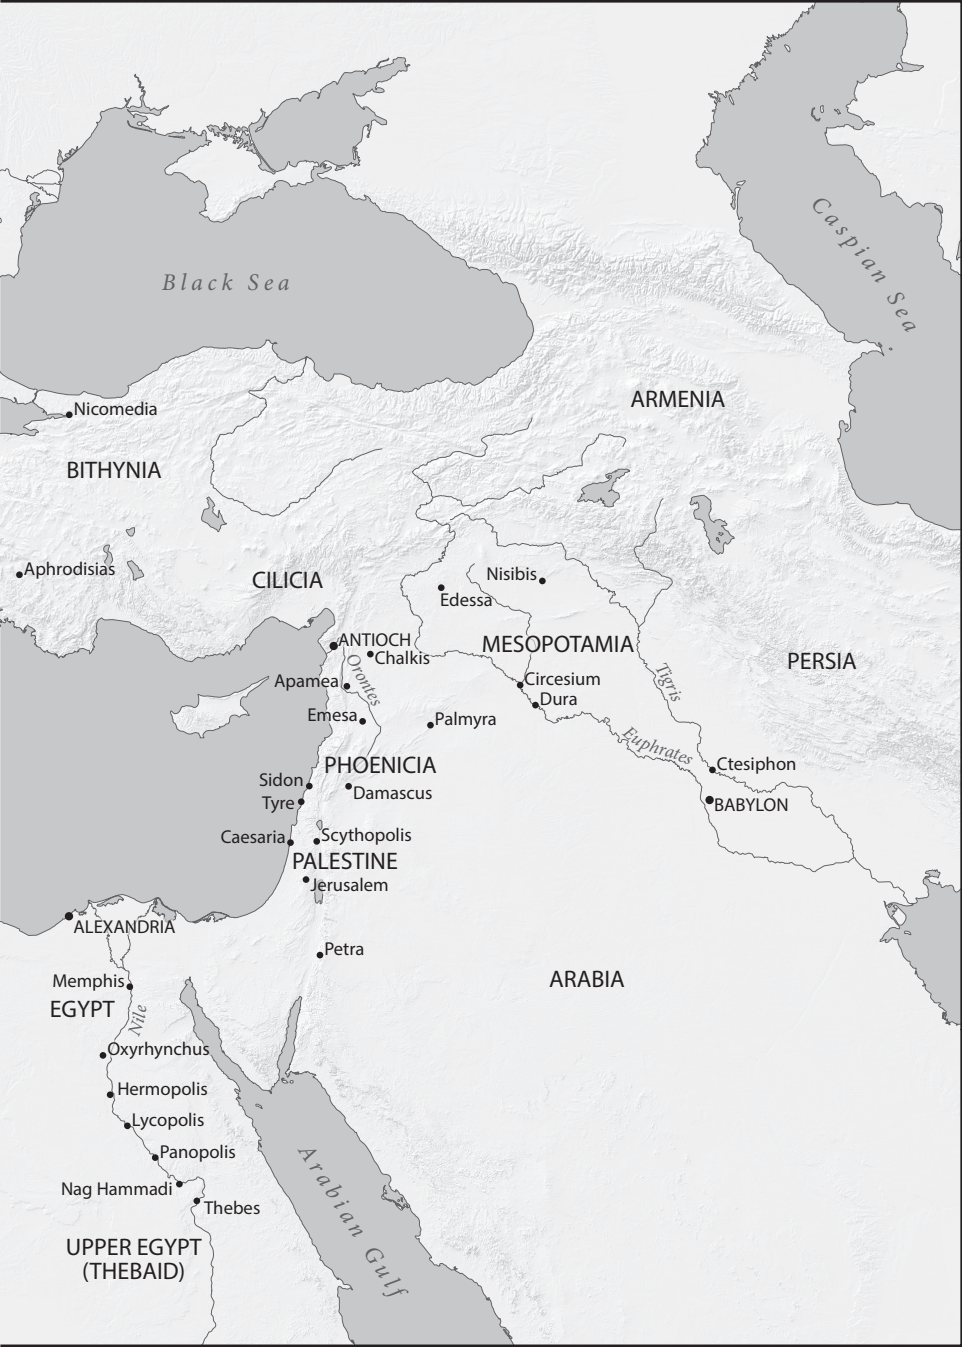 Caspian Sea
Black Sea
ARMENIA
Nicomedia
BITHYNIA
Aphrodisias
CILICIA
Nisibis
Edessa
ANTIOCH
MESOPOTAMIA
Chalkis
PERSIA
Orontes
Apamea
Circesium
Tigris
Dura
Emesa
Palmyra
Euphrates
PHOENICIA
Ctesiphon
Sidon
Damascus
Tyre
BABYLON
Caesaria
Scythopolis
PALESTINE
Jerusalem
ALEXANDRIA
Petra
Memphis
ARABIA
EGYPT
Nile
Oxyrhynchus
Hermopolis
Lycopolis
Panopolis
Nag Hammadi
Thebes
Arabian Gulf
UPPER EGYPT
(THEBAID)